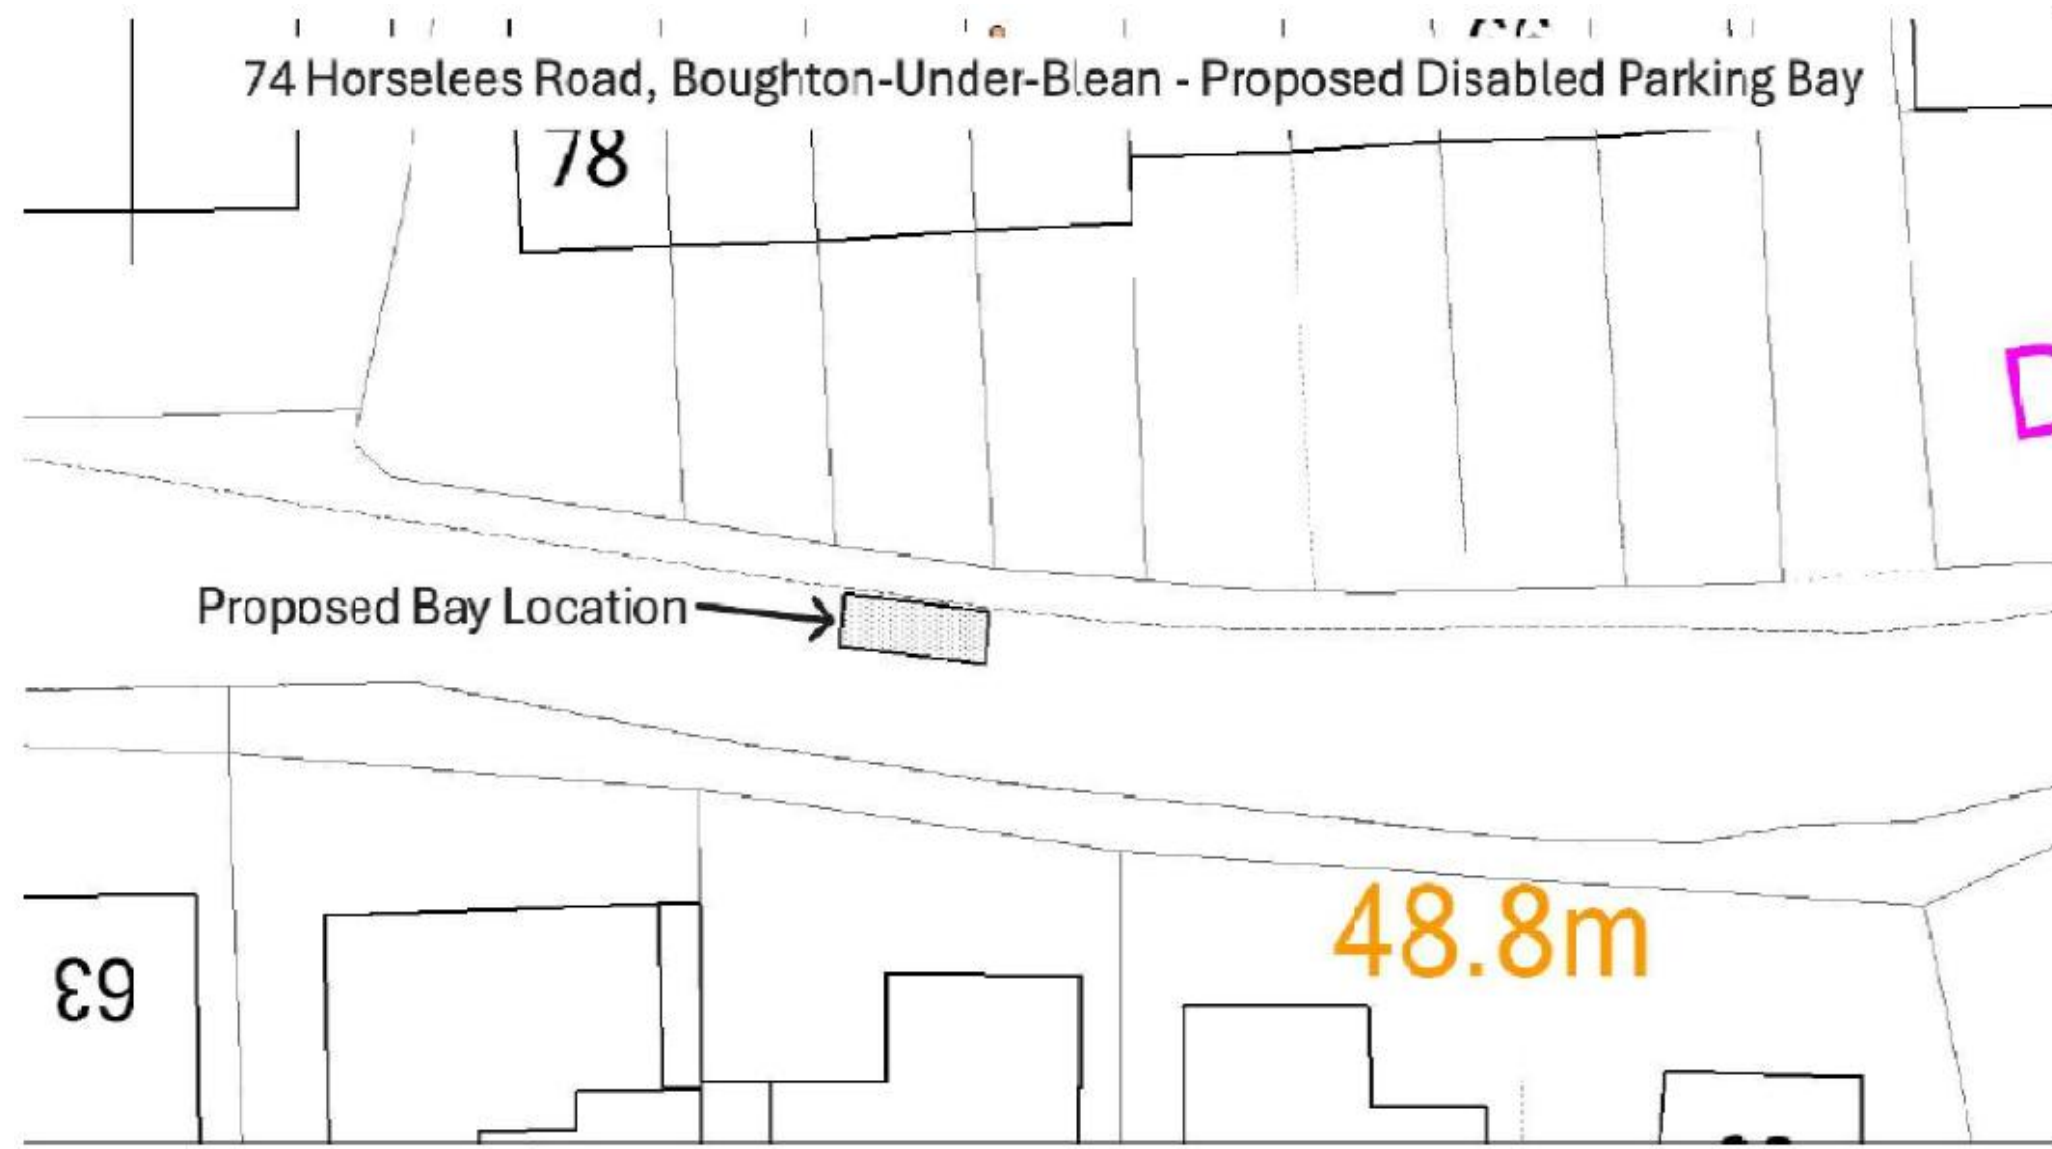 74 Horselees Road, Boughton-Under-Blean - Proposed Disabled Parking Bay
78
Proposed Bay Location
48.8m
63